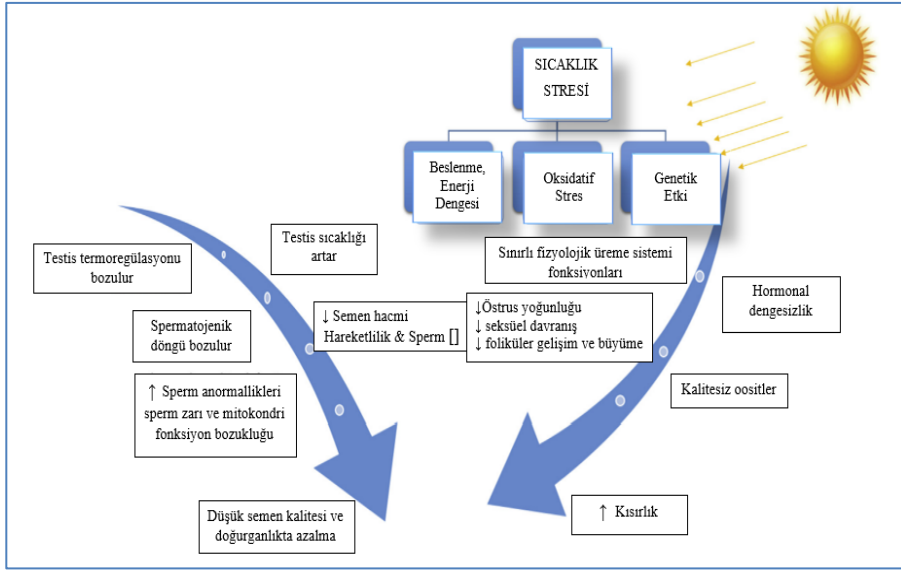 SICAKLIK
STRESİ
Beslenme,
Enerji
Dengesi
Oksidatif
Stres
Genetik
Etki
Testis sıcaklığı
artar
Testis termoregülasyonu
bozulur
Sınırlı fizyolojik üreme sistemi
fonksiyonları
Hormonal
dengesizlik
Spermatojenik
döngü bozulur
↓ Semen hacmi
Hareketlilik & Sperm []
↓Östrus yoğunluğu
↓ seksüel davranış
↓ foliküler gelişim ve büyüme
↑ Sperm anormallikleri
sperm zarı ve mitokondri
fonksiyon bozukluğu
Kalitesiz oositler
Düşük semen kalitesi ve
doğurganlıkta azalma
↑ Kısırlık